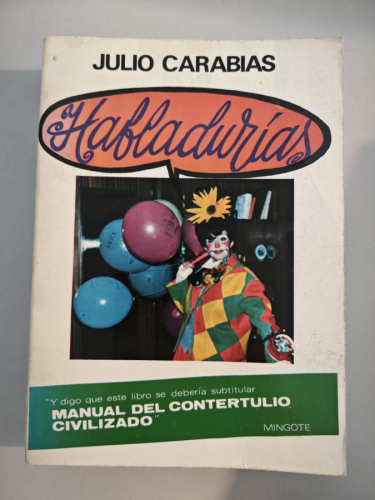 JULIO CARABIAS
Habladurías
"Y digo que este libro se debería subtitular
MANUAL DEL CONTERTULIO
CIVILIZADO"
MINGOTE